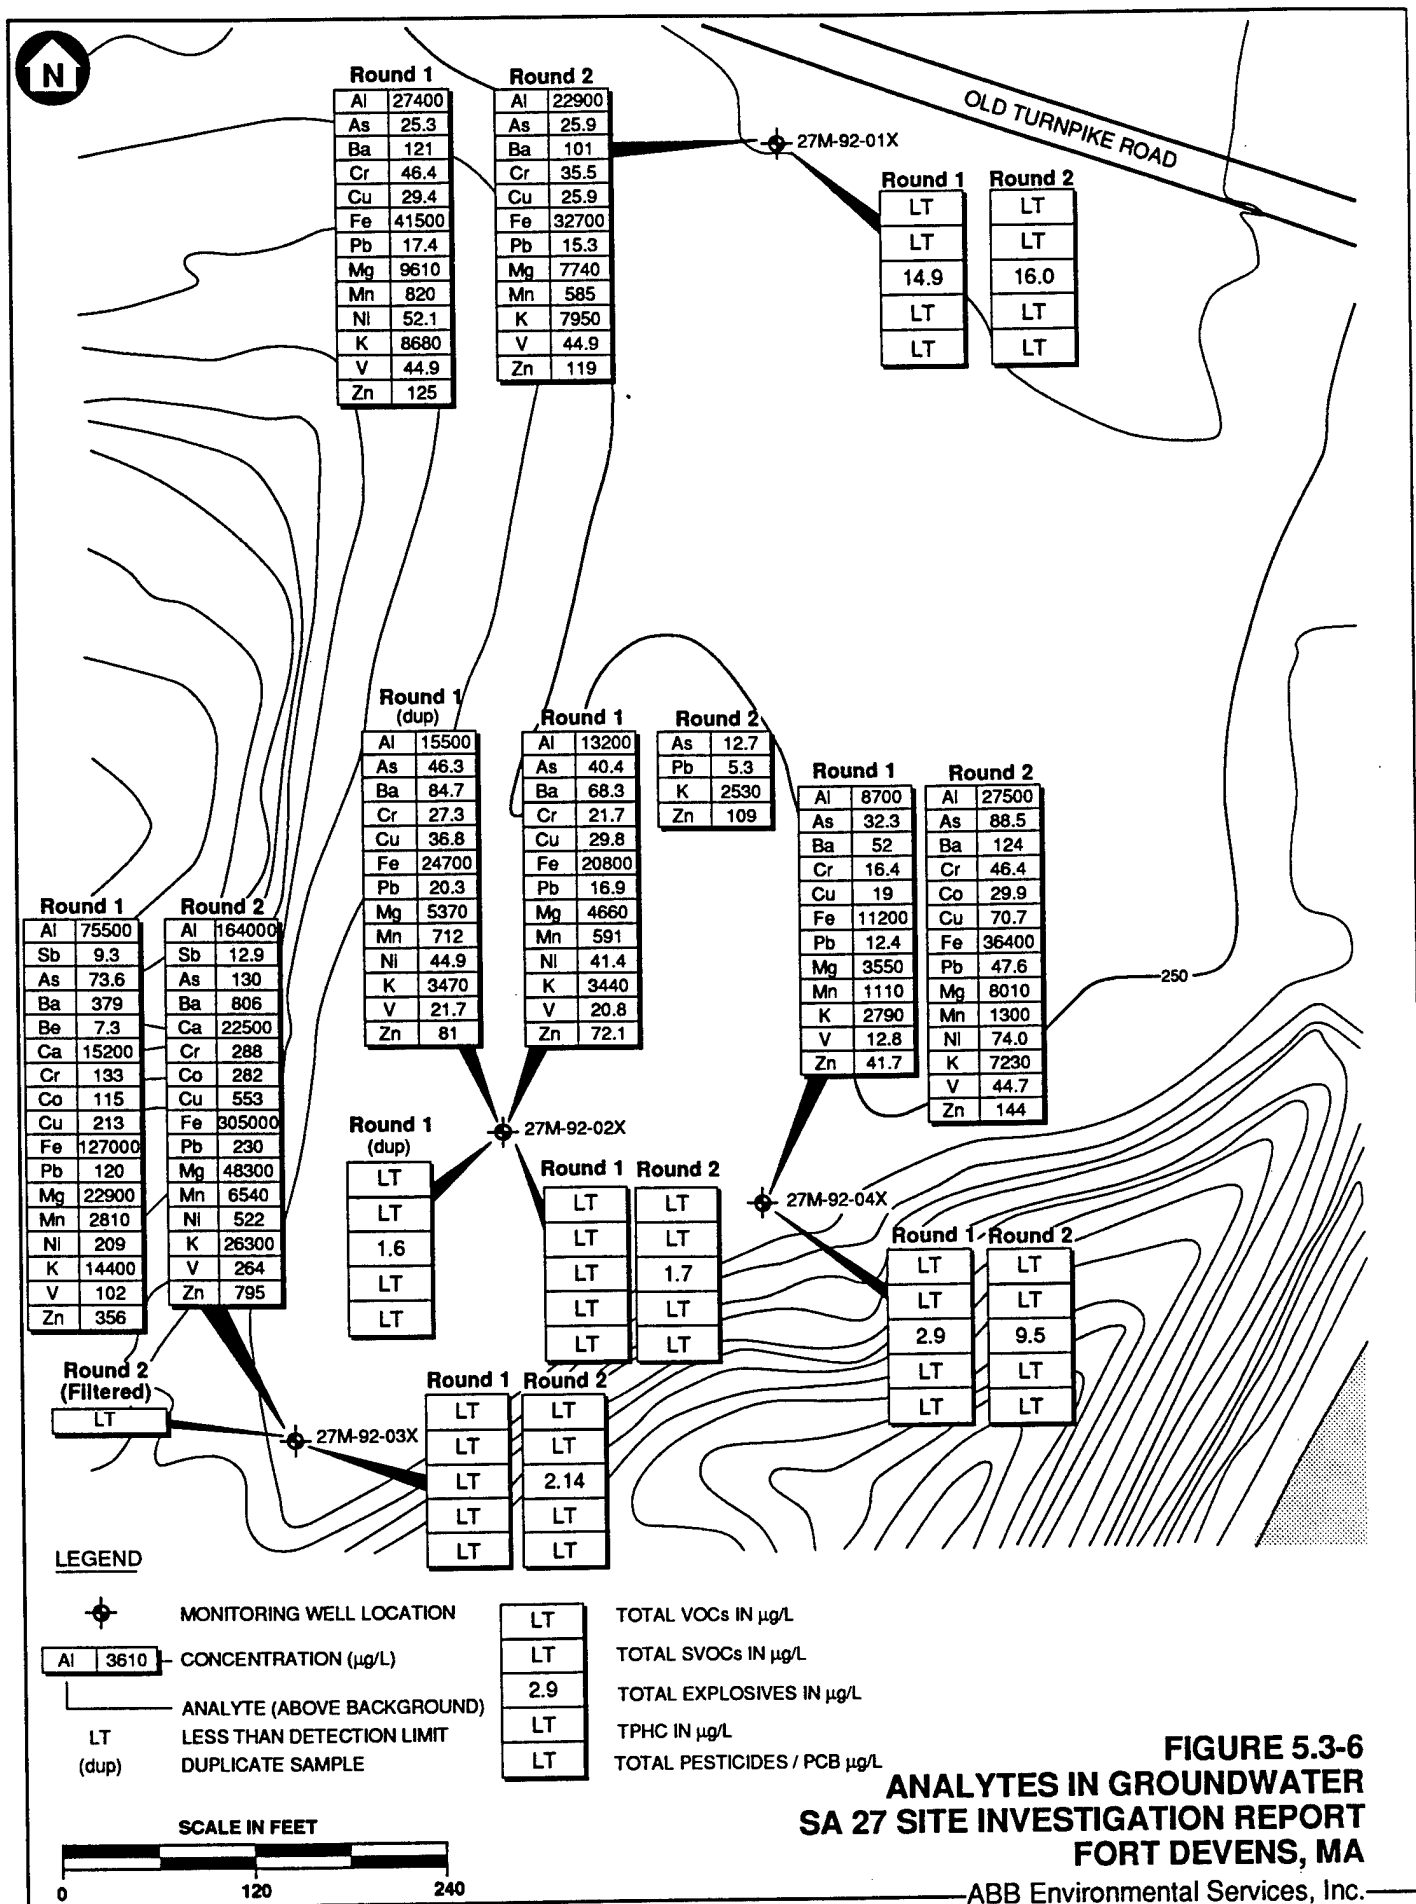 N
Round 1
Al 27400
As 25.3
Ba 121
Cr 46.4
Cu 29.4
Fe 41500
Pb 17.4
Mg 9610
Mn 820
Ni 52.1
K 8680
V 44.9
Zn 125
Round 2
Al 22900
As 25.9
Ba 101
Cr 35.5
Cu 25.9
Fe 32700
Pb 15.3
Mg 7740
Mn 585
K 7950
V 44.9
Zn 119
27M-92-01X
OLD TURNPIKE ROAD
Round 1
LT
LT
14.9
LT
LT
Round 2
LT
LT
16.0
LT
LT
Round 1
(dup)
Al 15500
As 46.3
Ba 84.7
Cr 27.3
Cu 36.8
Fe 24700
Pb 20.3
Mg 5370
Mn 712
Ni 44.9
K 3470
V 21.7
Zn 81
Round 1
Al 13200
As 40.4
Ba 68.3
Cr 21.7
Cu 29.8
Fe 20800
Pb 16.9
Mg 4660
Mn 591
Ni 41.4
K 3440
V 20.8
Zn 72.1
Round 2
As 12.7
Pb 5.3
K 2530
Zn 109
Round 1
Al 8700
As 32.3
Ba 52
Cr 16.4
Cu 19
Fe 11200
Pb 12.4
Mg 3550
Mn 1110
K 2790
V 12.8
Zn 41.7
Round 2
Al 27500
As 88.5
Ba 124
Cr 46.4
Co 29.9
Cu 70.7
Fe 36400
Pb 47.6
Mg 8010
Mn 1300
Ni 74.0
K 7230
V 44.7
Zn 144
250
Round 1
Al 75500
Sb 9.3
As 73.6
Ba 379
Be 7.3
Ca 15200
Cr 133
Co 115
Cu 213
Fe 127000
Pb 120
Mg 22900
Mn 2810
Ni 209
K 14400
V 102
Zn 356
Round 2
Al 164000
Sb 12.9
As 130
Ba 806
Ca 22500
Cr 288
Co 282
Cu 553
Fe 305000
Pb 230
Mg 48300
Mn 6540
Ni 522
K 26300
V 264
Zn 795
27M-92-02X
Round 1
(dup)
LT
LT
1.6
LT
LT
Round 1
LT
LT
LT
LT
LT
Round 2
LT
LT
1.7
LT
LT
27M-92-04X
Round 1
LT
LT
2.9
LT
LT
Round 2
LT
LT
9.5
LT
LT
Round 2
(Filtered)
LT
27M-92-03X
Round 1
LT
LT
LT
LT
LT
Round 2
LT
LT
2.14
LT
LT
LEGEND
MONITORING WELL LOCATION
Al 3610 CONCENTRATION (µg/L)
ANALYTE (ABOVE BACKGROUND)
LT LESS THAN DETECTION LIMIT
(dup) DUPLICATE SAMPLE
LT TOTAL VOCs IN µg/L
LT TOTAL SVOCs IN µg/L
2.9 TOTAL EXPLOSIVES IN µg/L
LT TPHC IN µg/L
LT TOTAL PESTICIDES / PCB µg/L
SCALE IN FEET
0 120 240
FIGURE 5.3-6
ANALYTES IN GROUNDWATER
SA 27 SITE INVESTIGATION REPORT
FORT DEVENS, MA
ABB Environmental Services, Inc.